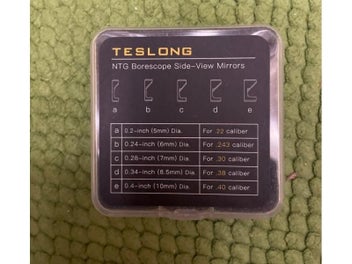 TESLONG
NTG Borescope Side-View Mirrors
a b c d e
a 0.2-inch (5mm) Dia. For .22 caliber
b 0.24-inch (6mm) Dia. For .243 caliber
c 0.28-inch (7mm) Dia. For .30 caliber
d 0.34-inch (8.5mm) Dia. For .38 caliber
e 0.4-inch (10mm) Dia. For .40 caliber